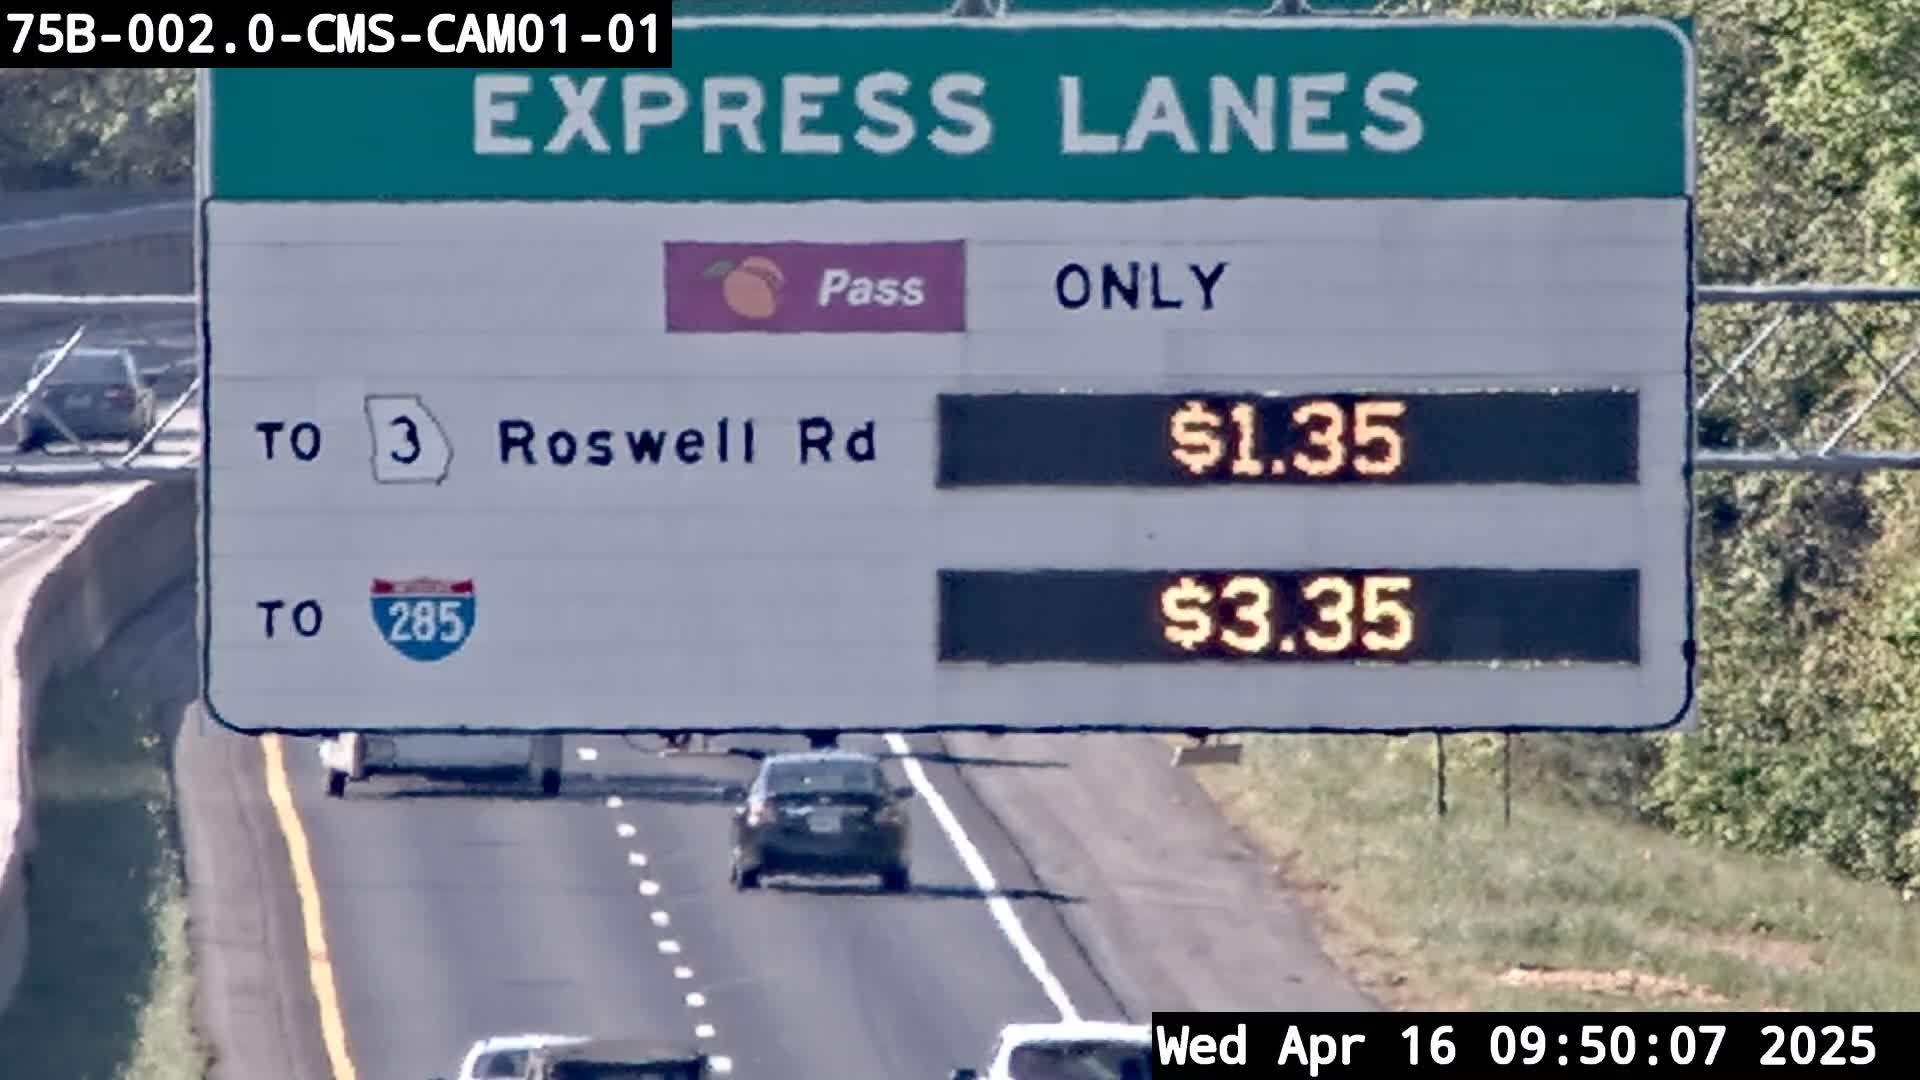 75B-002.0-CMS-CAM01-01
EXPRESS LANES
Pass ONLY
TO 3 Roswell Rd $1.35
TO 285 $3.35
Wed Apr 16 09:50:07 2025